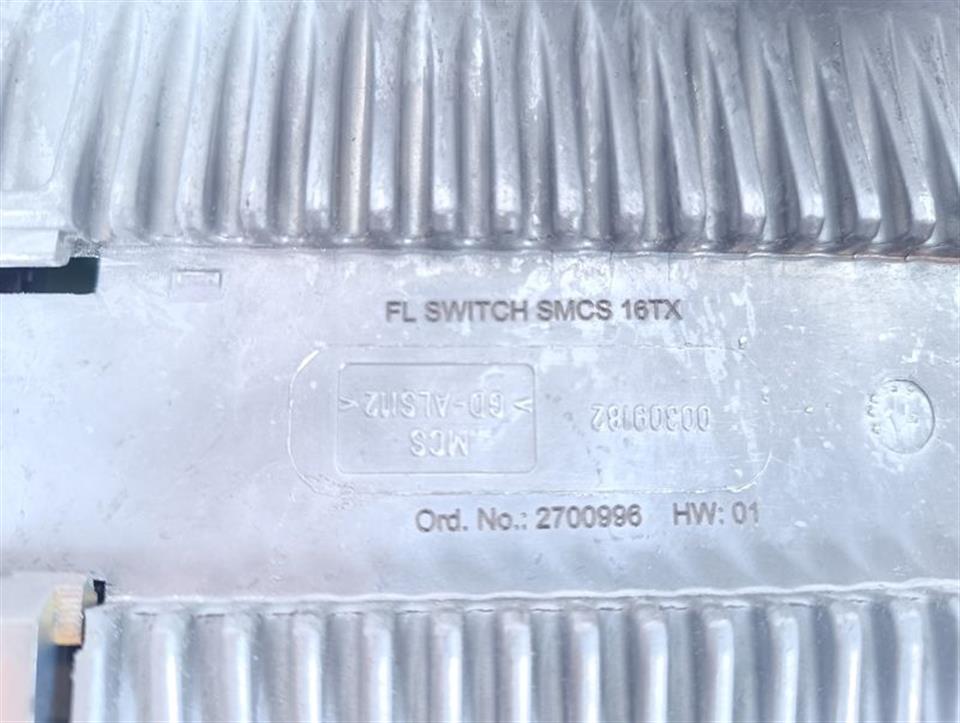 FL SWITCH SMCS 16TX
MCS
>GD-ALSI12<
00309182
Ord. No.: 2700996 HW: 01